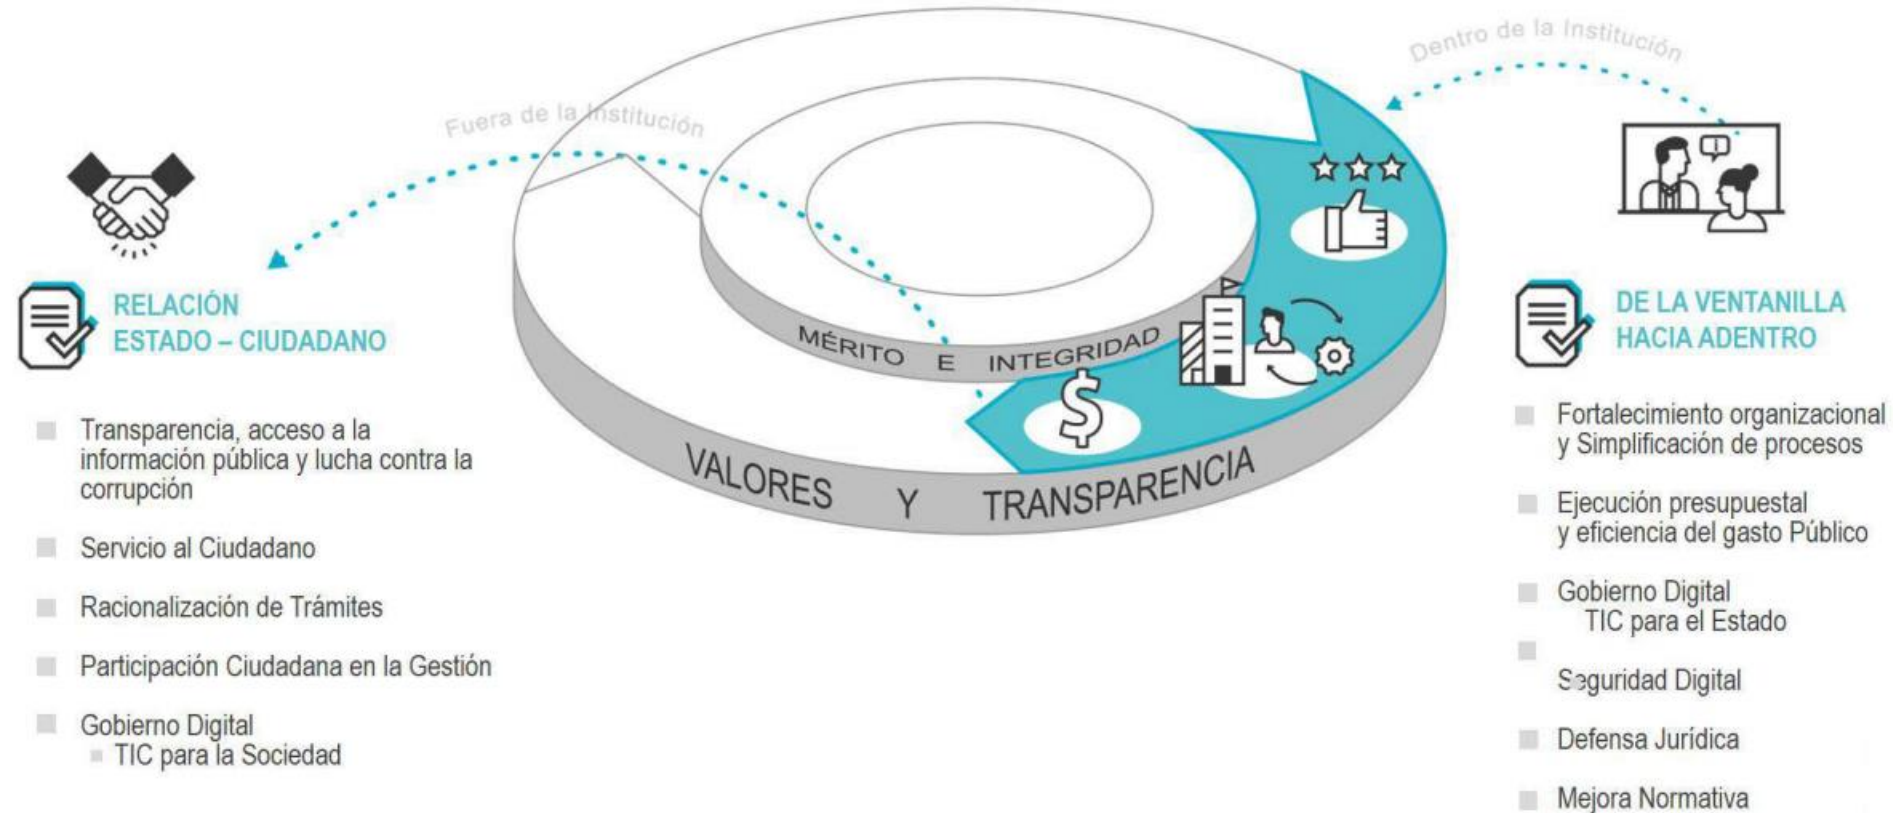 Fuera de la Institución
Dentro de la Institución
RELACIÓN
ESTADO – CIUDADANO
Transparencia, acceso a la
información pública y lucha contra la
corrupción
Servicio al Ciudadano
Racionalización de Trámites
Participación Ciudadana en la Gestión
Gobierno Digital
TIC para la Sociedad
MÉRITO E INTEGRIDAD
$
VALORES Y TRANSPARENCIA
DE LA VENTANILLA
HACIA ADENTRO
Fortalecimiento organizacional
y Simplificación de procesos
Ejecución presupuestal
y eficiencia del gasto Público
Gobierno Digital
TIC para el Estado
Seguridad Digital
Defensa Jurídica
Mejora Normativa